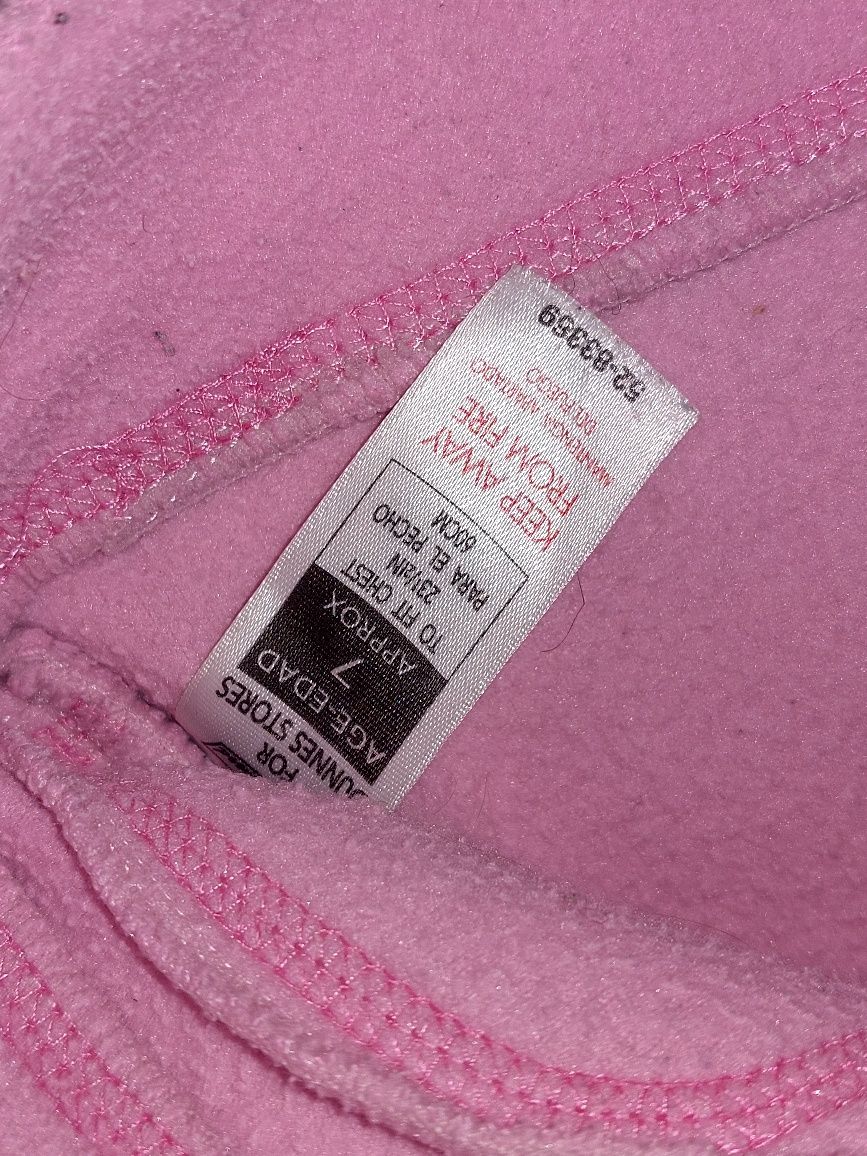 FOR
DUNNES STORES
AGE-EDAD
7
APPROX
TO FIT CHEST
23½IN
PARA EL PECHO
60CM
KEEP AWAY
FROM FIRE
MANTENGA APARTADO
DEL FUEGO
52-83359